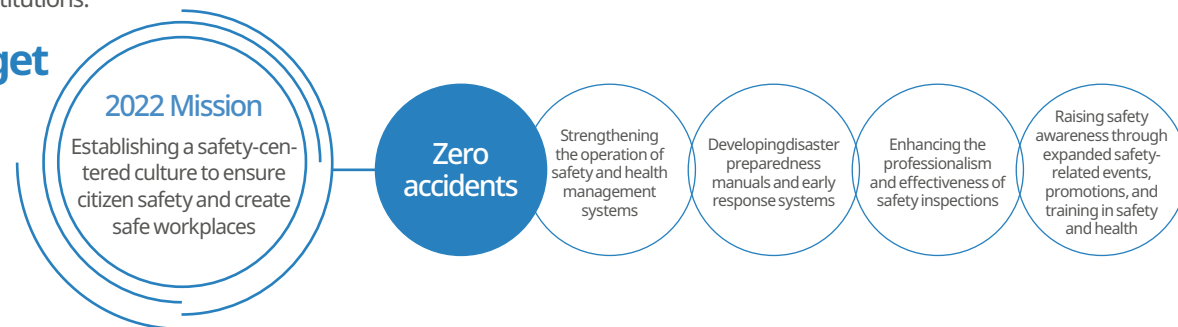 get
2022 Mission
Establishing a safety-cen-
tered culture to ensure
citizen safety and create
safe workplaces
Zero
accidents
Strengthening
the operation of
safety and health
management
systems
Developingdisaster
preparedness
manuals and early
response systems
Enhancing the
professionalism
and effectiveness of
safety inspections
Raising safety
awareness through
expanded safety-
related events,
promotions, and
training in safety
and health